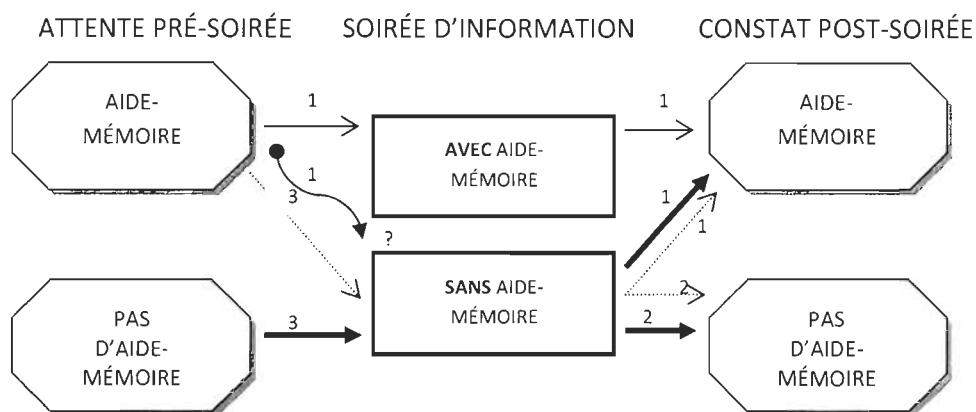 ATTENTE PRÉ-SOIRÉE SOIRÉE D'INFORMATION CONSTAT POST-SOIRÉE
AIDE-
MÉMOIRE
1
AVEC AIDE-
MÉMOIRE
1
AIDE-
MÉMOIRE
1
3
?
1
1
SANS AIDE-
MÉMOIRE
2
PAS
D'AIDE-
MÉMOIRE
3
2
PAS
D'AIDE-
MÉMOIRE